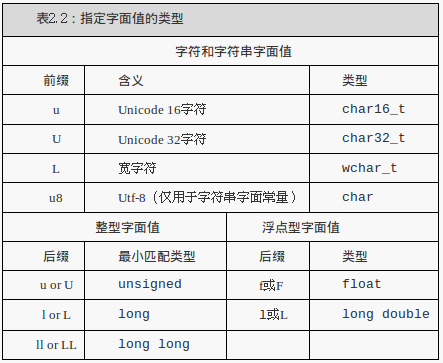 表2.2：指定字面值的类型
字符和字符串字面值
前缀 含义 类型
u Unicode 16字符 char16_t
U Unicode 32字符 char32_t
L 宽字符 wchar_t
u8 Utf-8（仅用于字符串字面常量） char
整型字面值 浮点型字面值
后缀 最小匹配类型 后缀 类型
u or U unsigned f或F float
l or L long l或L long double
ll or LL long long